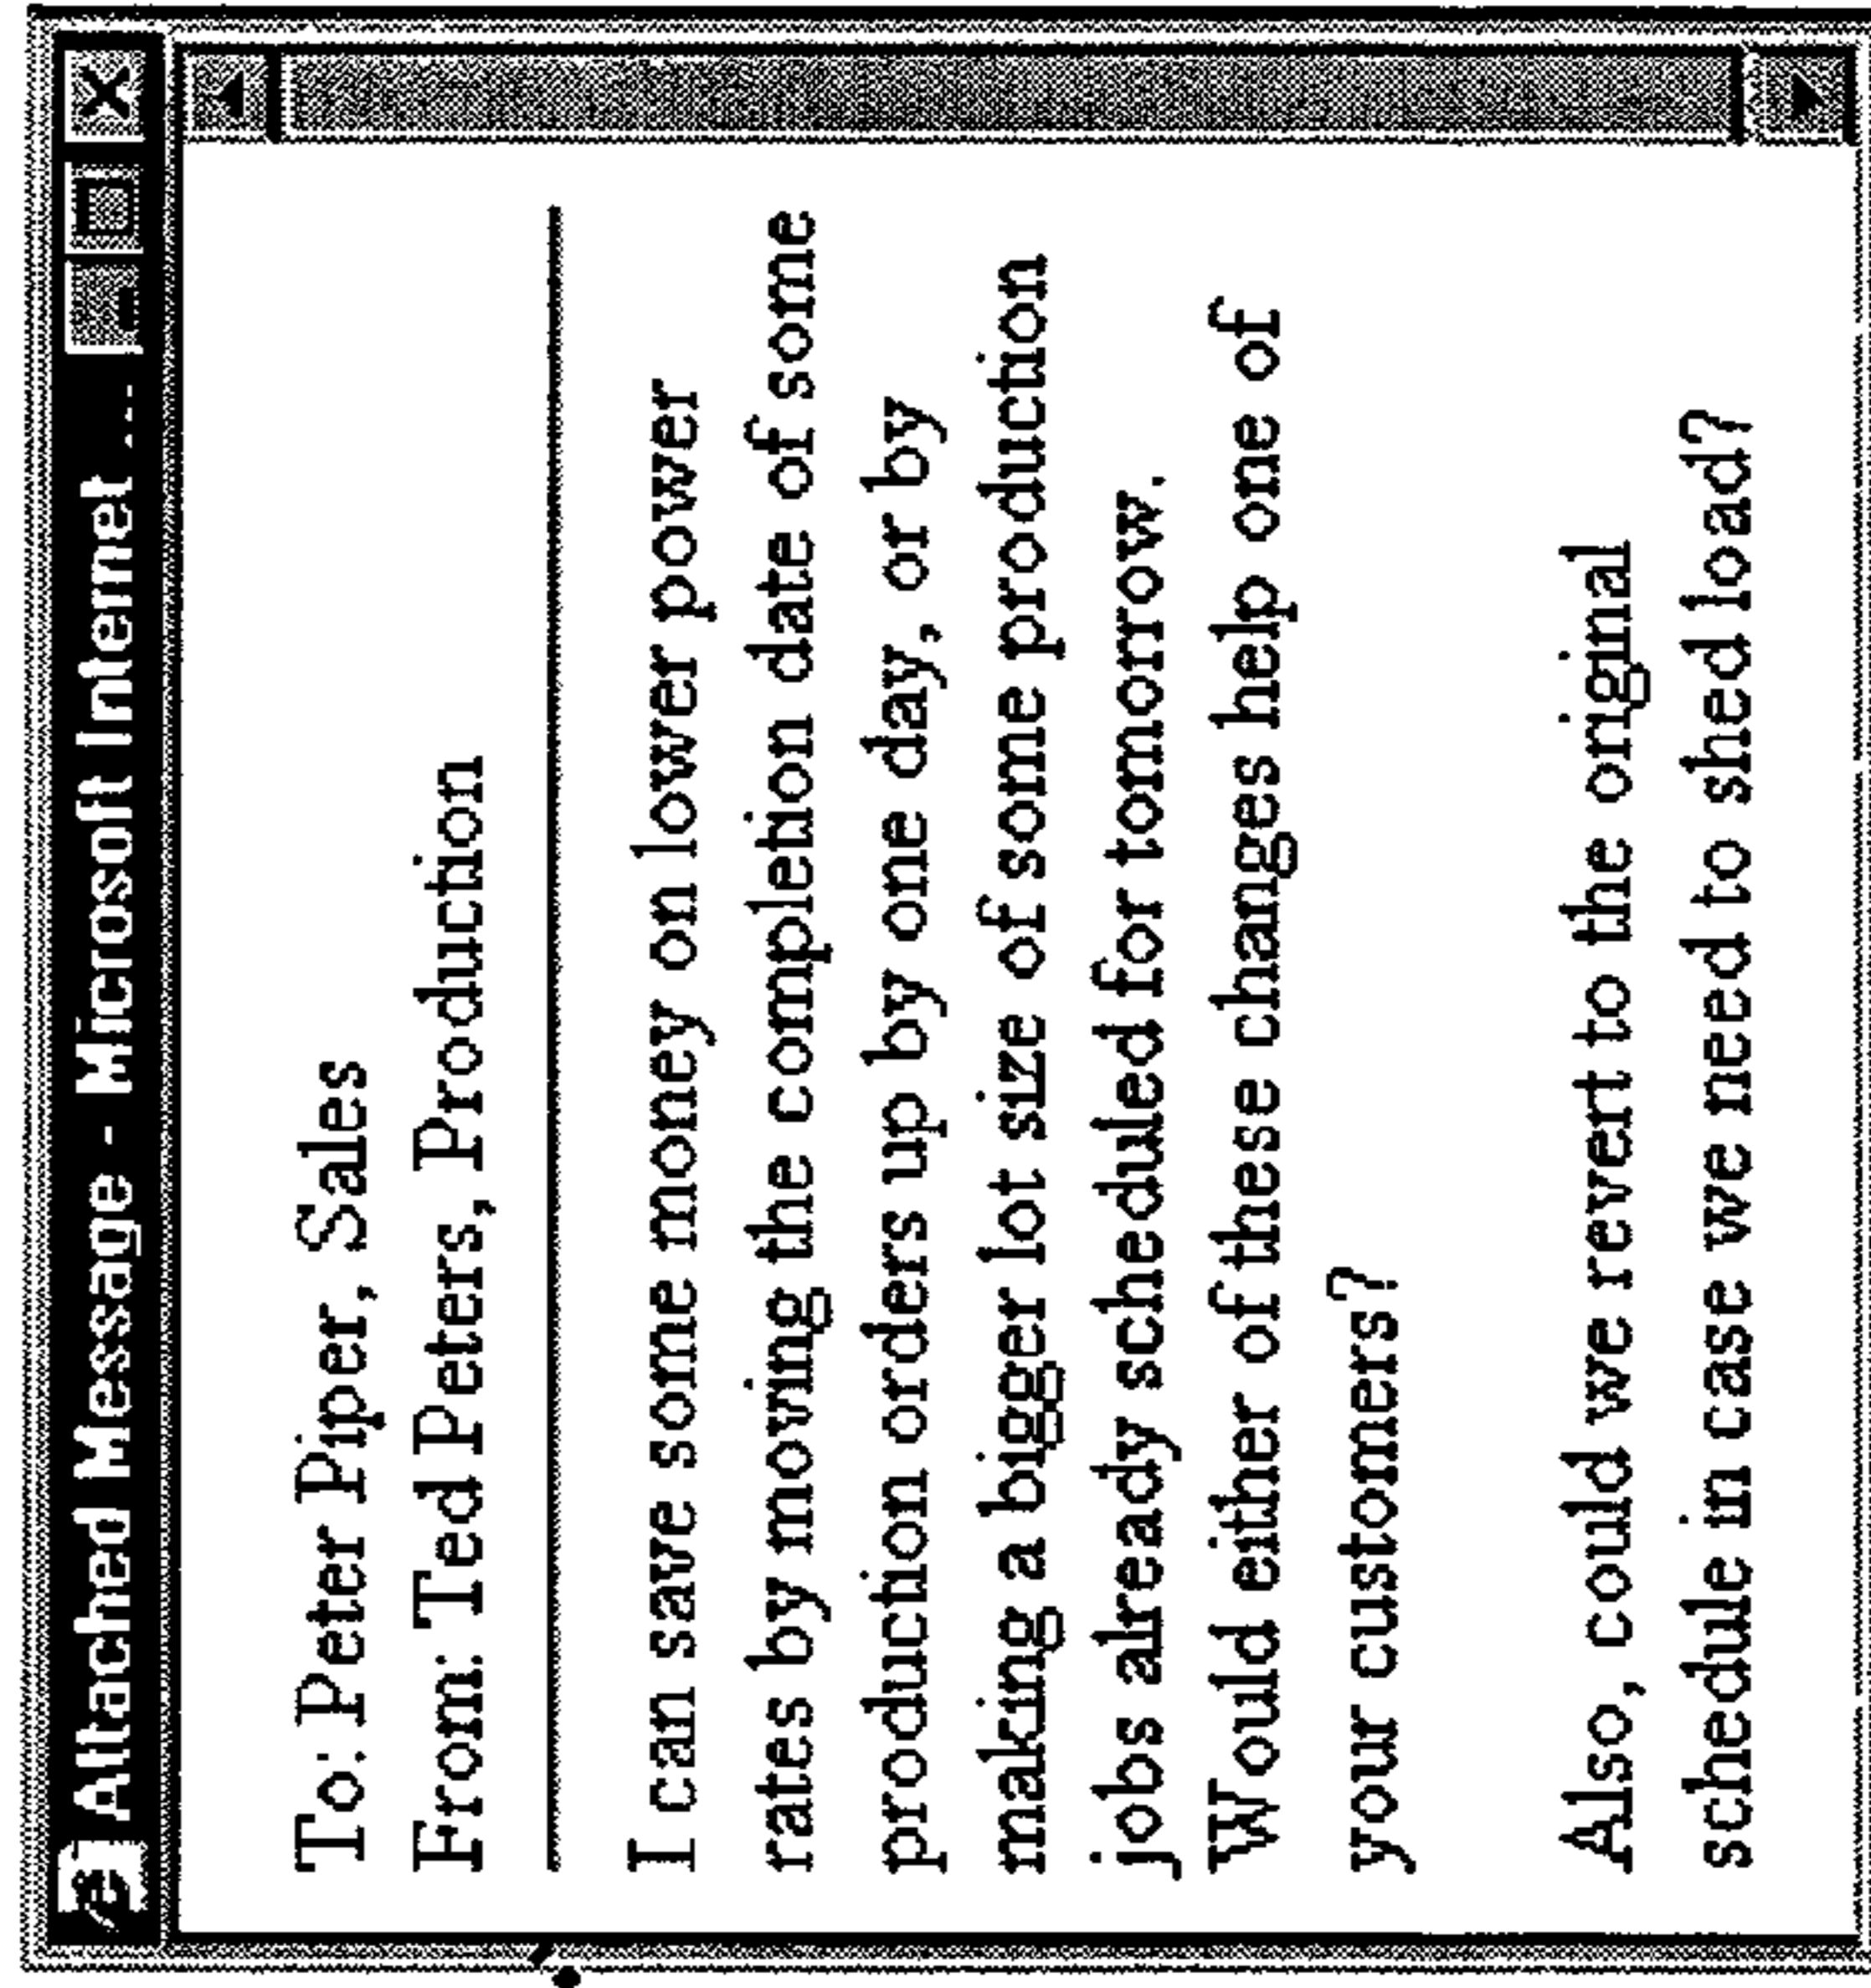 Attached Message - Microsoft Internet ...
To: Peter Piper, Sales
From: Ted Peters, Production
I can save some money on lower power
rates by moving the completion date of some
production orders up by one day, or by
making a bigger lot size of some production
jobs already scheduled for tomorrow.
Would either of these changes help one of
your customers?
Also, could we revert to the original
schedule in case we need to shed load?